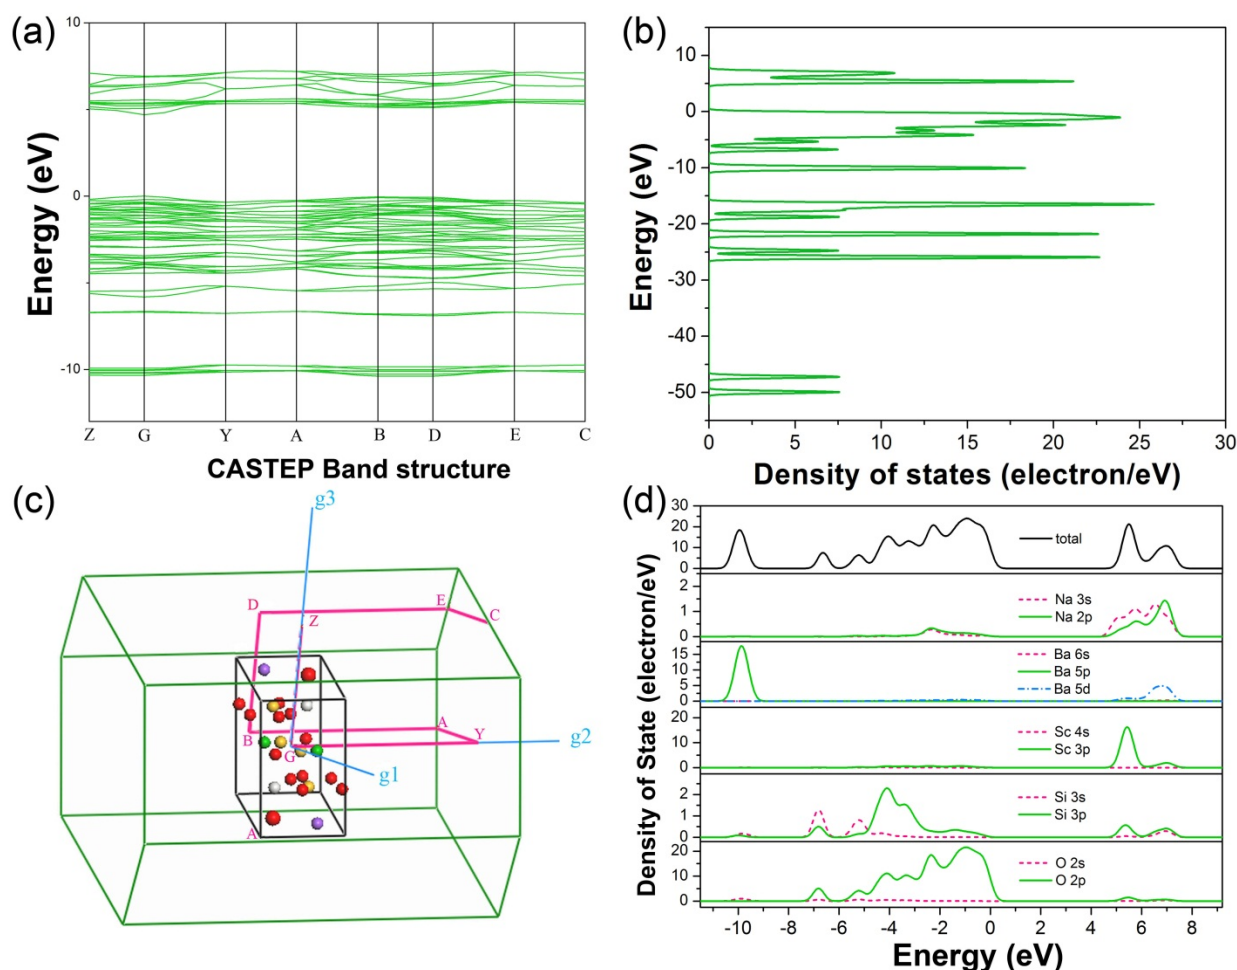 (a)
10
0
-10
Energy (eV)
Z G Y A B D E C
CASTEP Band structure
(b)
10
0
-10
-20
-30
-40
-50
Energy (eV)
0 5 10 15 20 25 30
Density of states (electron/eV)
(c)
g3
D
E
C
Z
B
A
Y
G
g2
g1
A
(d)
30
20
10
0
total
2
1
0
Na 3s
Na 2p
15
10
5
0
Ba 6s
Ba 5p
Ba 5d
20
10
0
Sc 4s
Sc 3p
2
1
0
Si 3s
Si 3p
20
10
0
O 2s
O 2p
Density of State (electron/eV)
-10 -8 -6 -4 -2 0 2 4 6 8
Energy (eV)